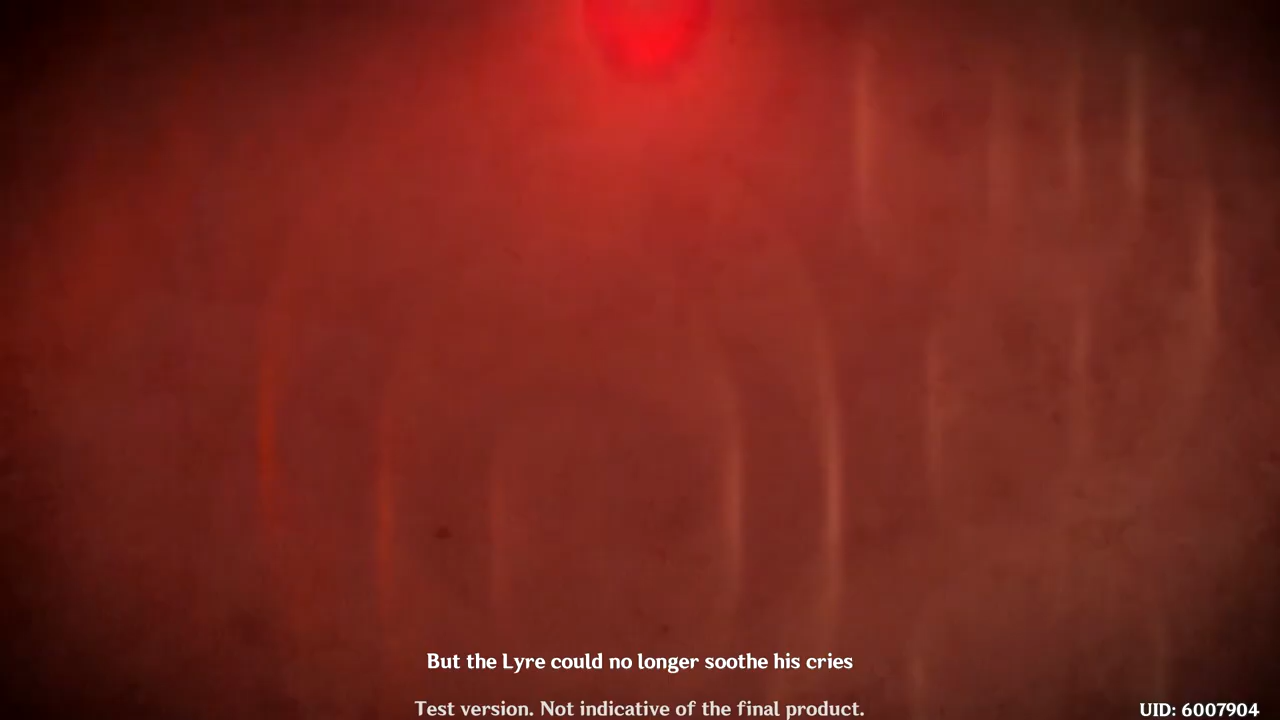 But the Lyre could no longer soothe his cries
Test version. Not indicative of the final product.
UID: 6007904